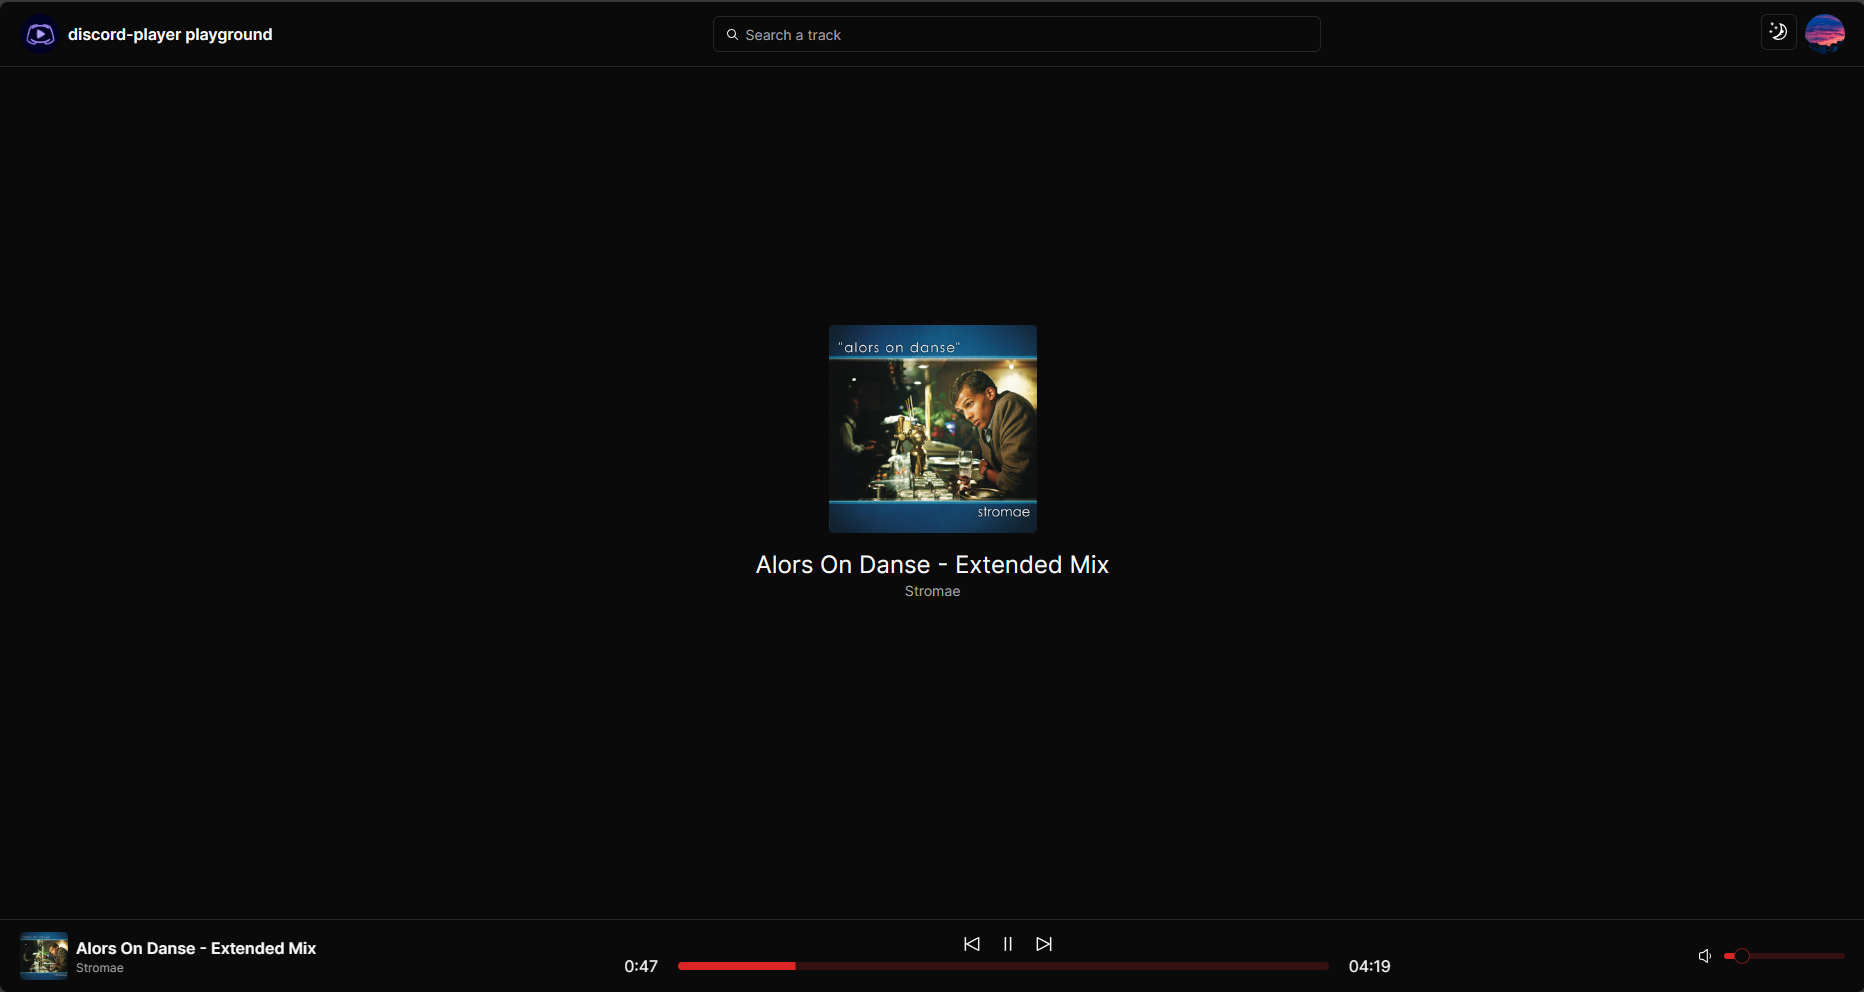 discord-player playground
Search a track
"alors on danse"
stromae
Alors On Danse - Extended Mix
Stromae
Alors On Danse - Extended Mix
Stromae
0:47
04:19